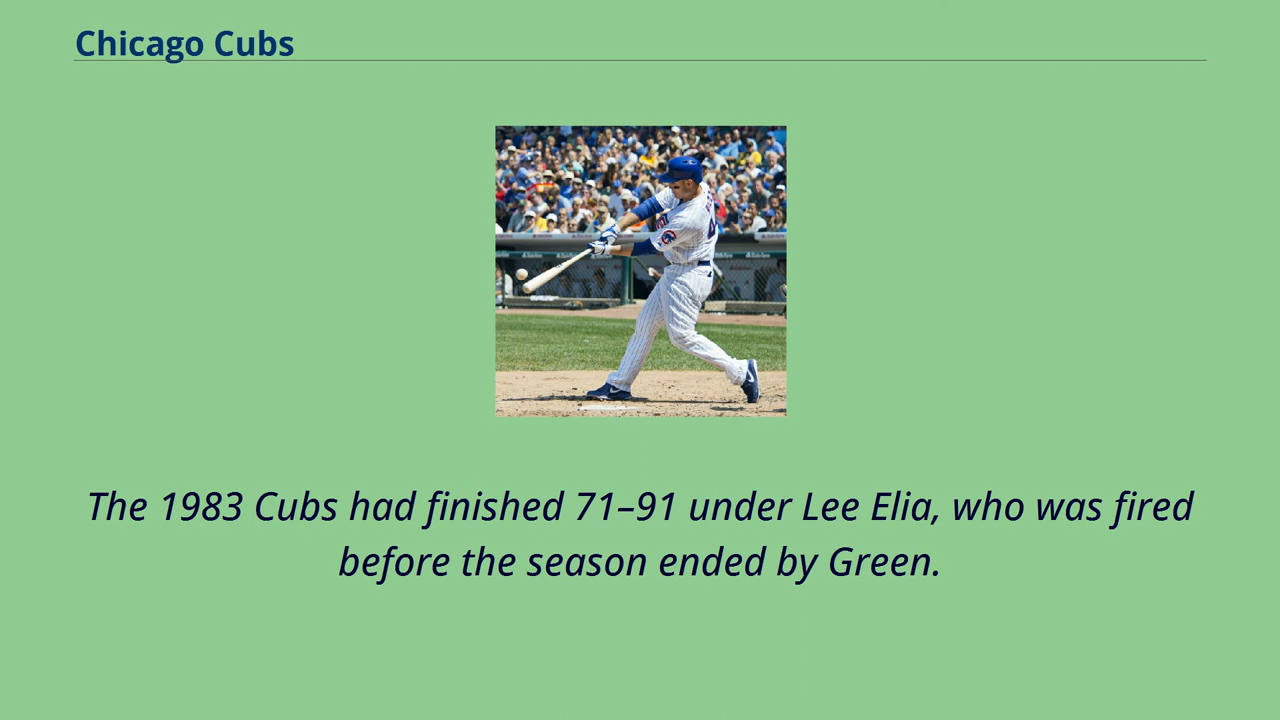 Chicago Cubs
The 1983 Cubs had finished 71–91 under Lee Elia, who was fired
before the season ended by Green.